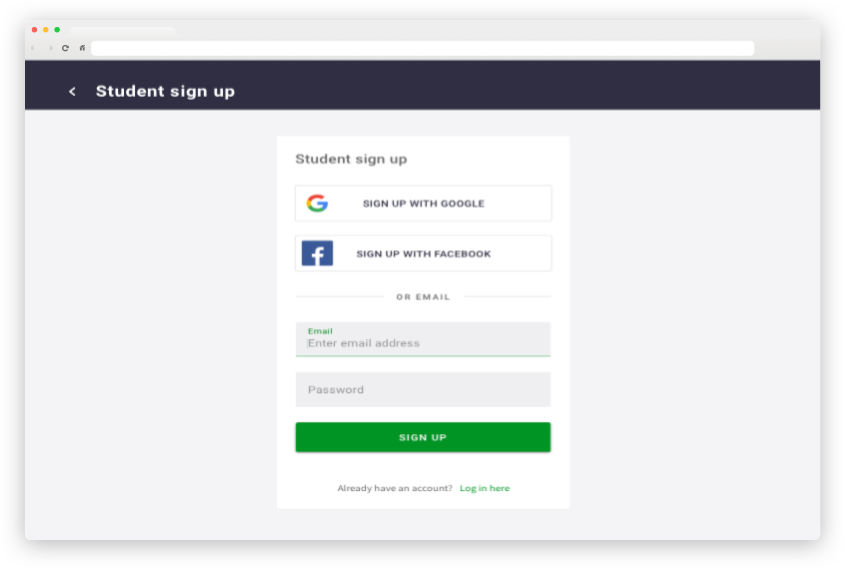 Student sign up
Student sign up
SIGN UP WITH GOOGLE
SIGN UP WITH FACEBOOK
OR EMAIL
Email
Enter email address
Password
SIGN UP
Already have an account? Log in here